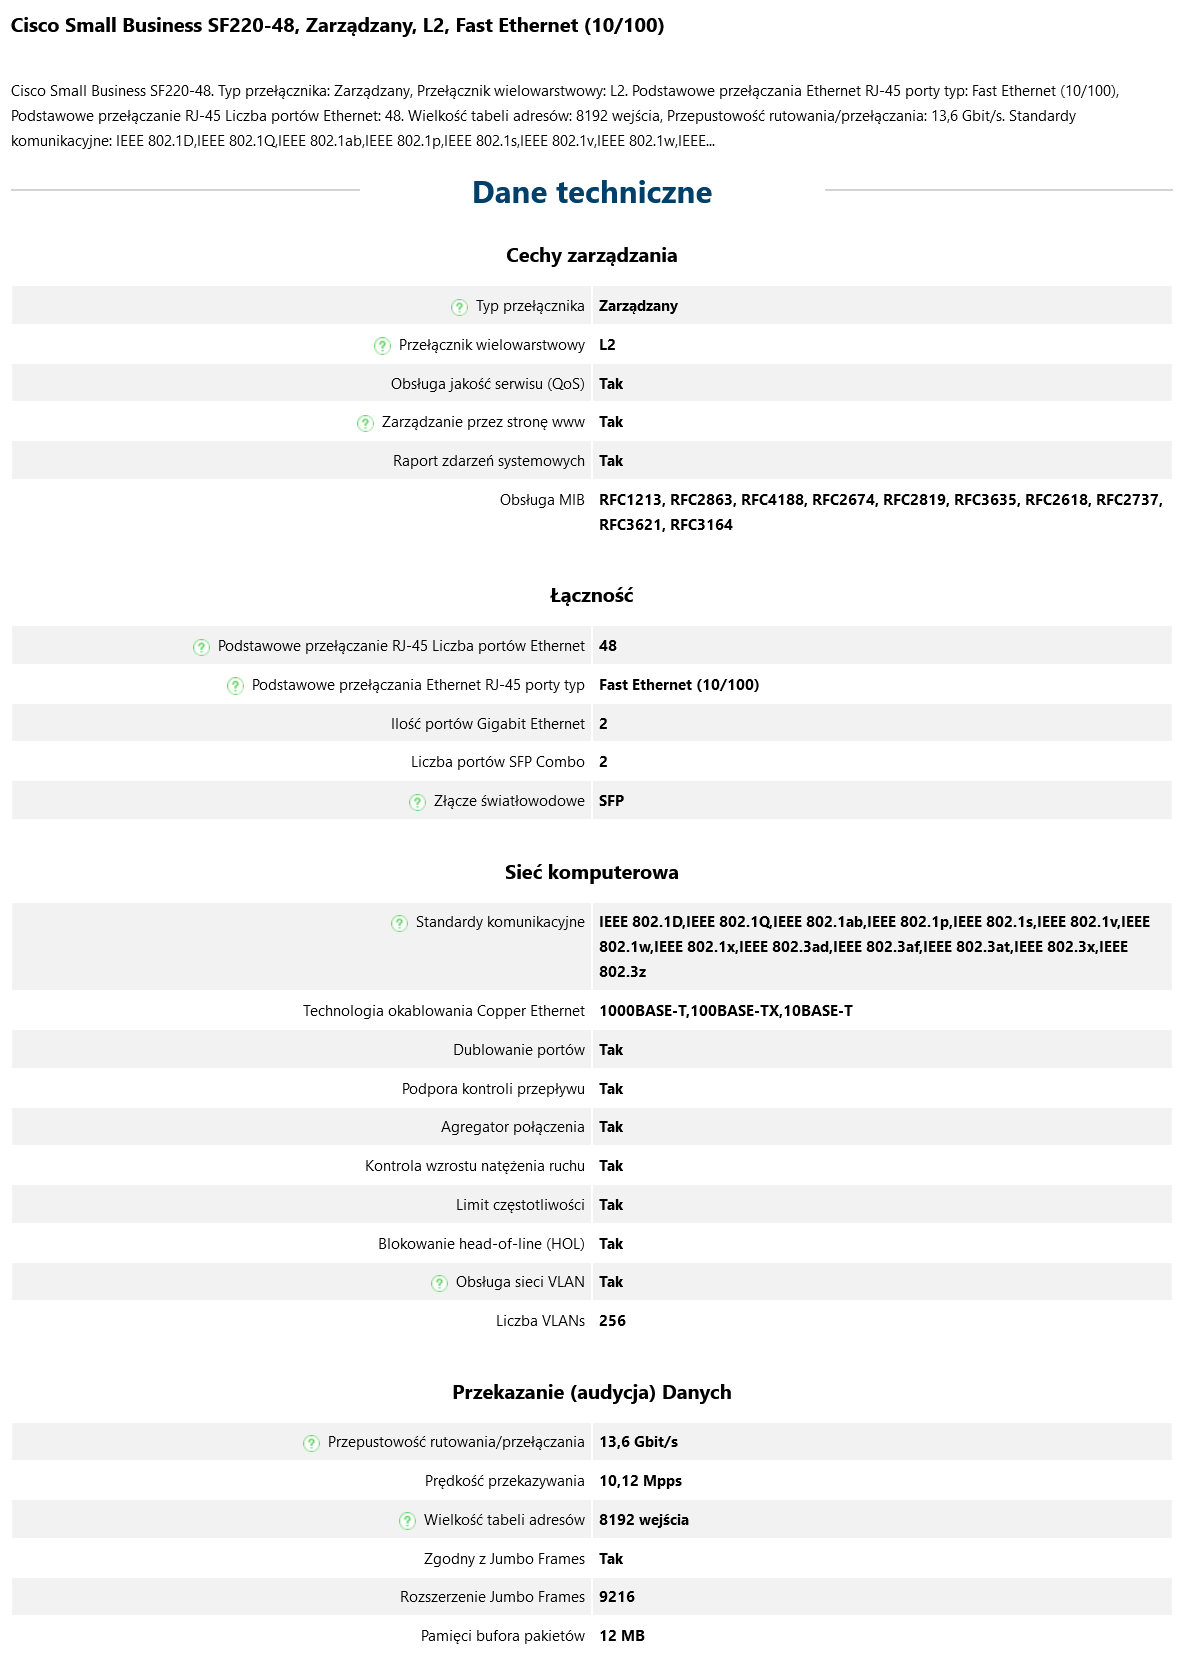 Cisco Small Business SF220-48, Zarządzany, L2, Fast Ethernet (10/100)
Cisco Small Business SF220-48. Typ przełącznika: Zarządzany, Przełącznik wielowarstwowy: L2. Podstawowe przełączania Ethernet RJ-45 porty typ: Fast Ethernet (10/100),
Podstawowe przełączanie RJ-45 Liczba portów Ethernet: 48. Wielkość tabeli adresów: 8192 wejścia, Przepustowość rutowania/przełączania: 13,6 Gbit/s. Standardy
komunikacyjne: IEEE 802.1D,IEEE 802.1Q,IEEE 802.1ab,IEEE 802.1p,IEEE 802.1s,IEEE 802.1v,IEEE 802.1w,IEEE...
Dane techniczne
Cechy zarządzania
? Typ przełącznika Zarządzany
? Przełącznik wielowarstwowy L2
Obsługa jakość serwisu (QoS) Tak
? Zarządzanie przez stronę www Tak
Raport zdarzeń systemowych Tak
Obsługa MIB RFC1213, RFC2863, RFC4188, RFC2674, RFC2819, RFC3635, RFC2618, RFC2737,
RFC3621, RFC3164
Łączność
? Podstawowe przełączanie RJ-45 Liczba portów Ethernet 48
? Podstawowe przełączania Ethernet RJ-45 porty typ Fast Ethernet (10/100)
Ilość portów Gigabit Ethernet 2
Liczba portów SFP Combo 2
? Złącze światłowodowe SFP
Sieć komputerowa
? Standardy komunikacyjne IEEE 802.1D,IEEE 802.1Q,IEEE 802.1ab,IEEE 802.1p,IEEE 802.1s,IEEE 802.1v,IEEE
802.1w,IEEE 802.1x,IEEE 802.3ad,IEEE 802.3af,IEEE 802.3at,IEEE 802.3x,IEEE
802.3z
Technologia okablowania Copper Ethernet 1000BASE-T,100BASE-TX,10BASE-T
Dublowanie portów Tak
Podpora kontroli przepływu Tak
Agregator połączenia Tak
Kontrola wzrostu natężenia ruchu Tak
Limit częstotliwości Tak
Blokowanie head-of-line (HOL) Tak
? Obsługa sieci VLAN Tak
Liczba VLANs 256
Przekazanie (audycja) Danych
? Przepustowość rutowania/przełączania 13,6 Gbit/s
Prędkość przekazywania 10,12 Mpps
? Wielkość tabeli adresów 8192 wejścia
Zgodny z Jumbo Frames Tak
Rozszerzenie Jumbo Frames 9216
Pamięci bufora pakietów 12 MB